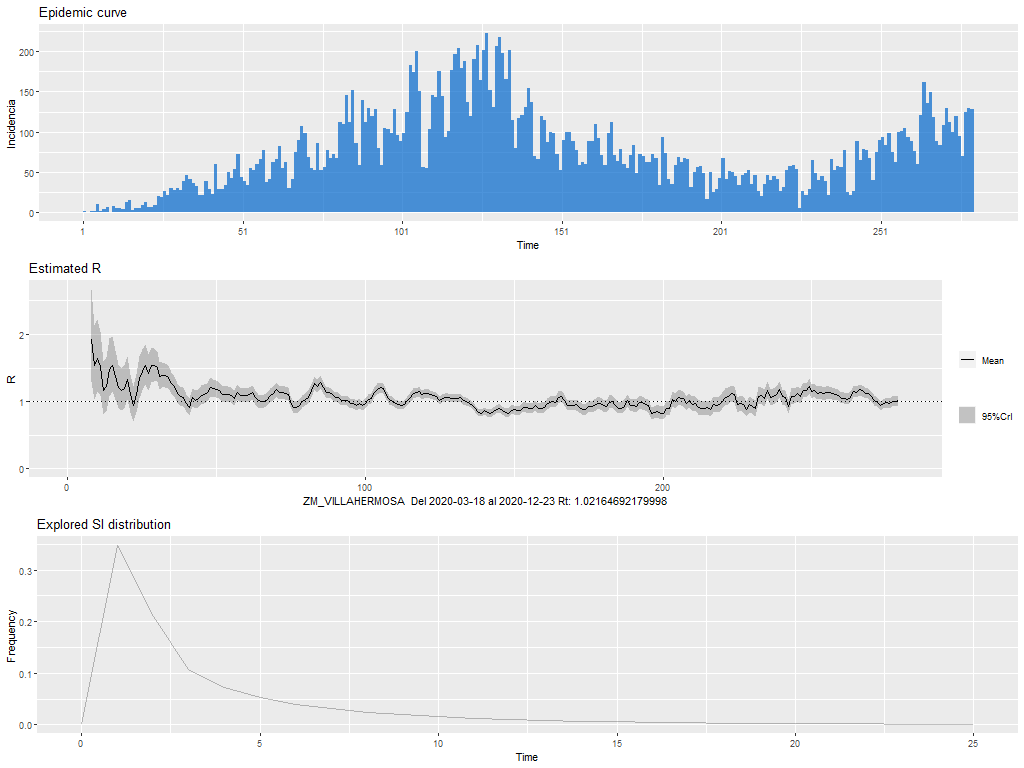 Epidemic curve
200
150
100
50
0
Incidencia
1
51
101
151
201
251
Time
Estimated R
2
1
0
R
0
100
200
ZM_VILLAHERMOSA Del 2020-03-18 al 2020-12-23 Rt: 1.02164692179998
Mean
95%CrI
Explored SI distribution
0.3
0.2
0.1
0.0
Frequency
0
5
10
15
20
25
Time